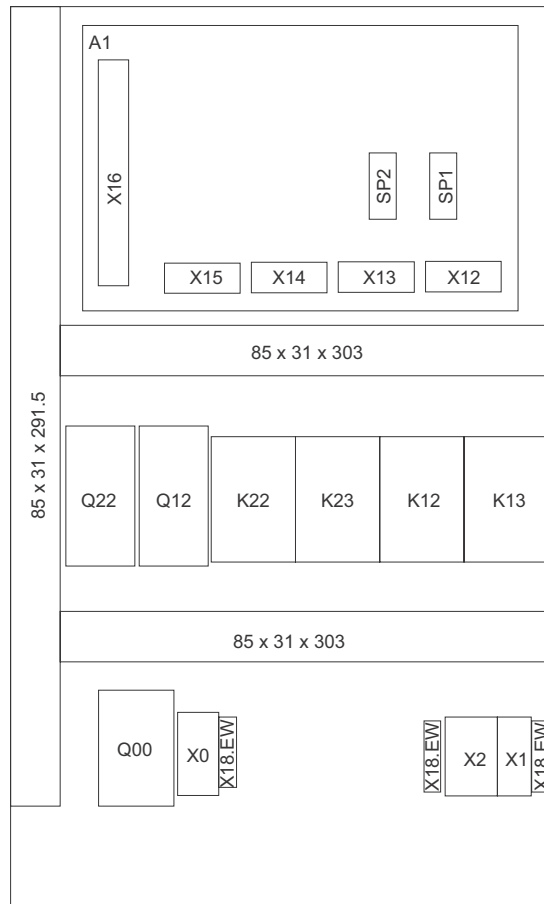 A1
X16
SP2
SP1
X15
X14
X13
X12
85 x 31 x 303
85 x 31 x 291.5
Q22
Q12
K22
K23
K12
K13
85 x 31 x 303
Q00
X0
X18.EW
X18.EW
X2
X1
X18.EW